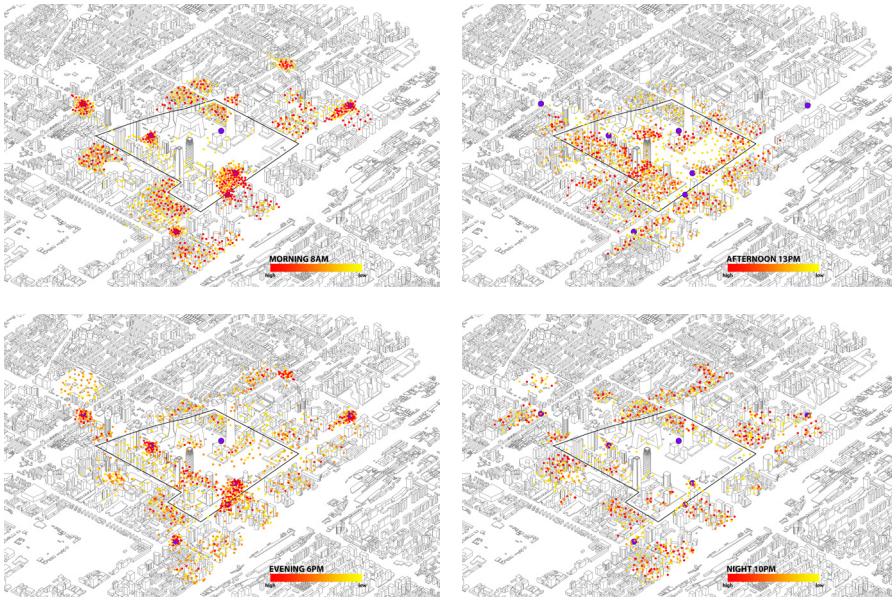 MORNING 8AM
high low
AFTERNOON 13PM
high low
EVENING 6PM
high low
NIGHT 10PM
high low